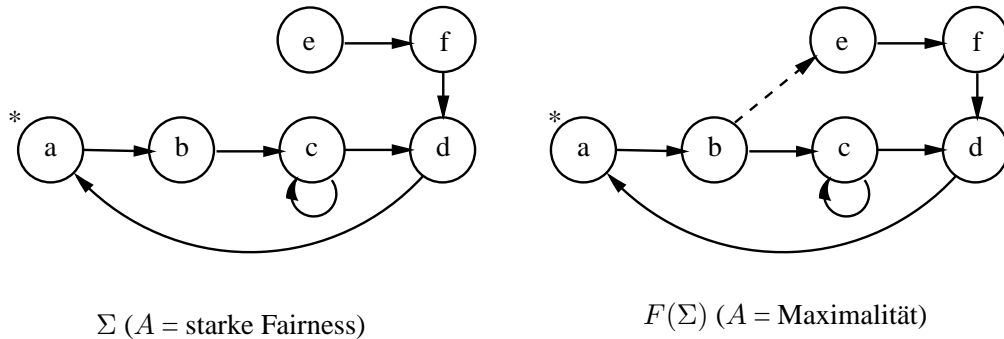 e f e f
* a b c d * a b c d
Σ (A = starke Fairness) F(Σ) (A = Maximalität)